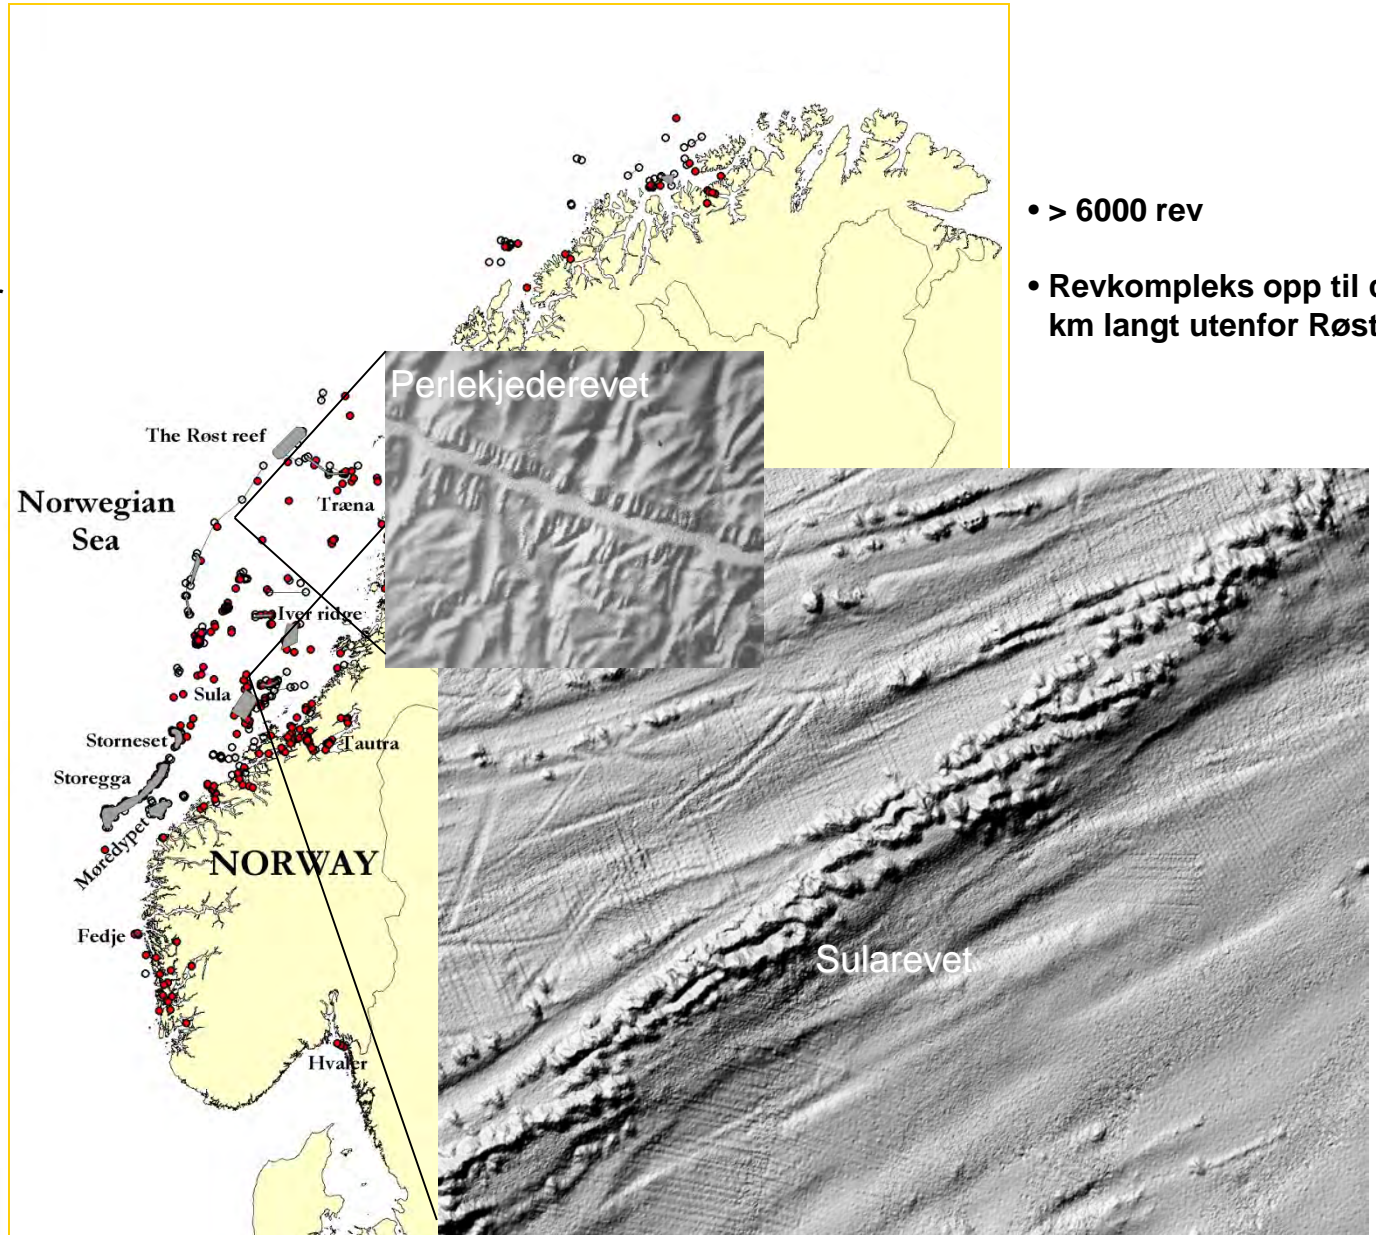 • > 6000 rev
• Revkompleks opp til
km langt utenfor Røst
Perlekjederevet
The Røst reef
Norwegian
Sea
Træna
Iver ridge
Sula
Storneset
Tautra
Storegga
Møredypet
NORWAY
Fedje
Sularevet
Hvaler